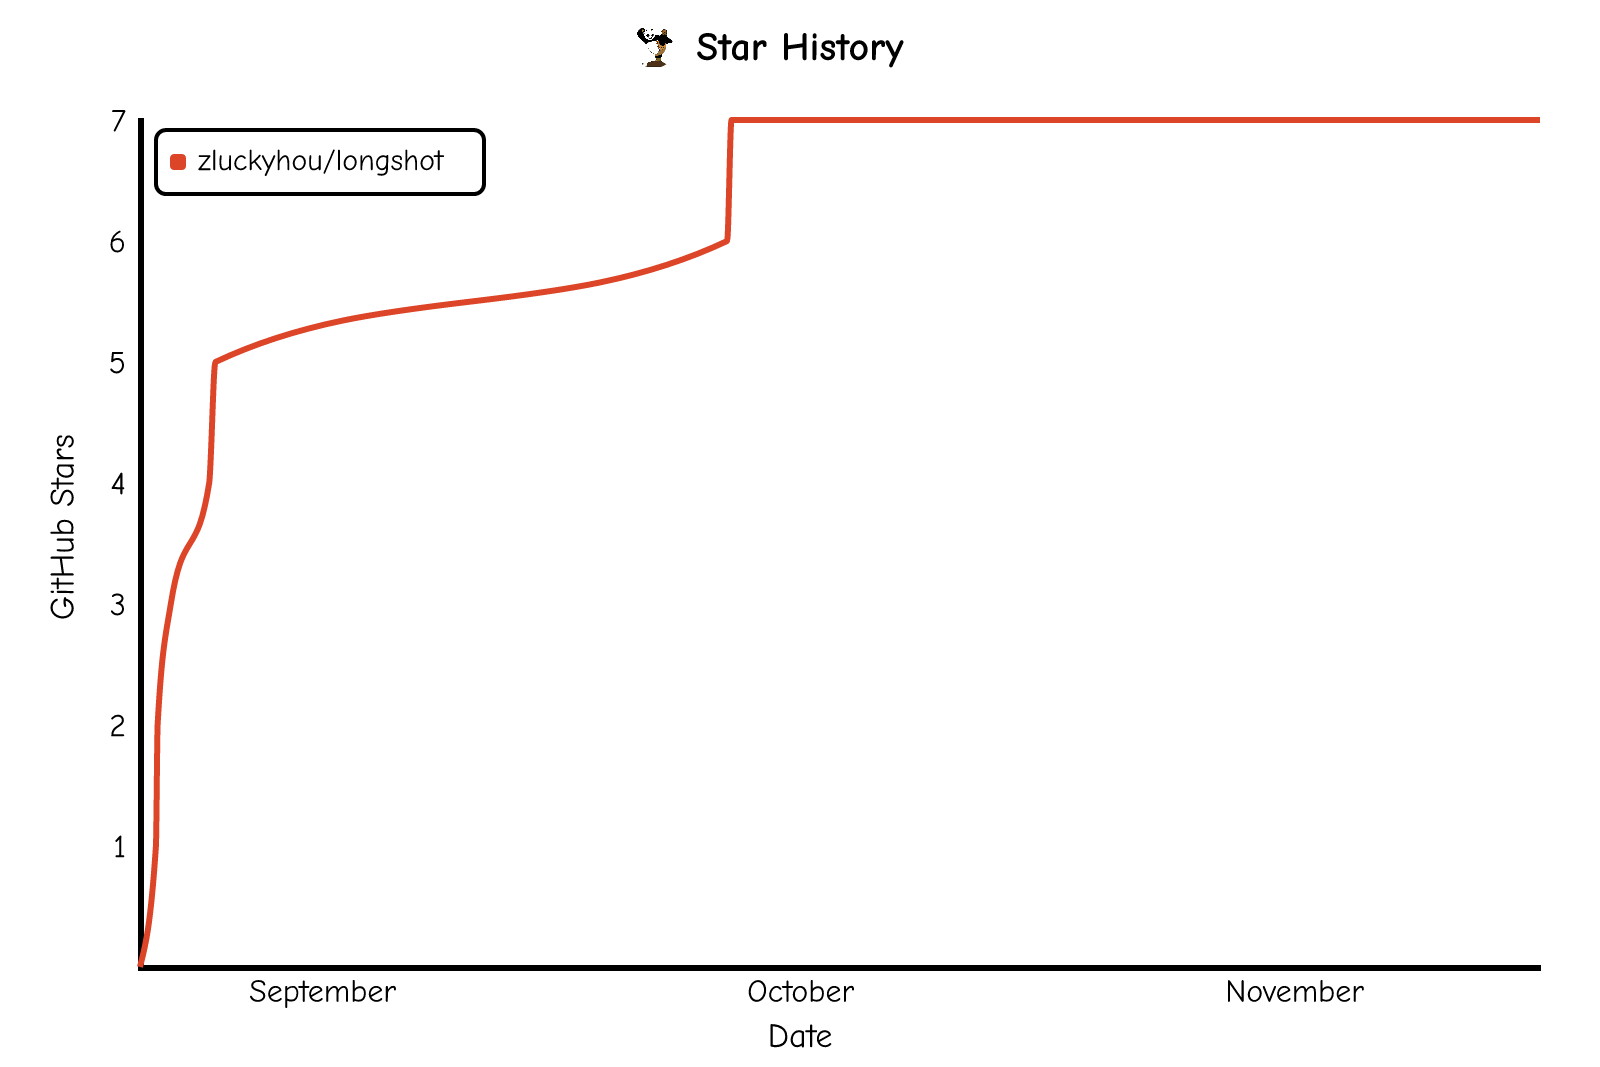 Star History
zluckyhou/longshot
7
6
5
4
3
2
1
GitHub Stars
September
October
November
Date